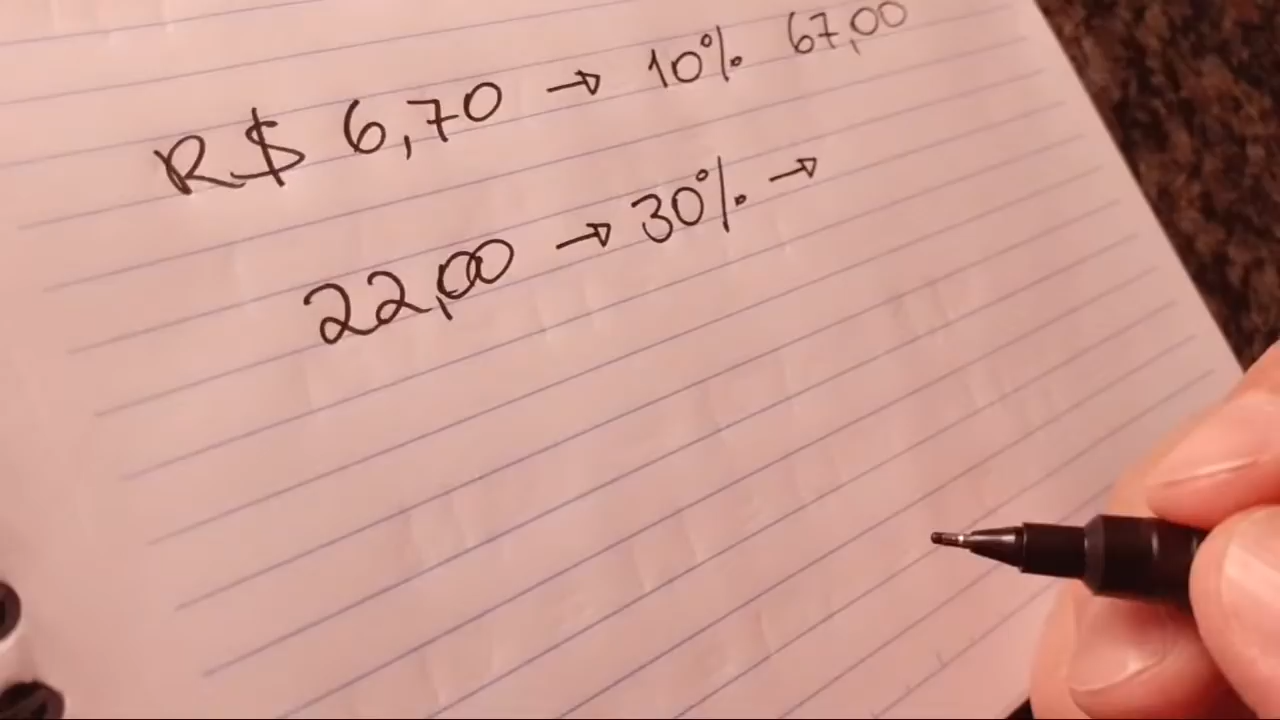 R$ 6,70 → 10% 67,00
22,00 → 30% →